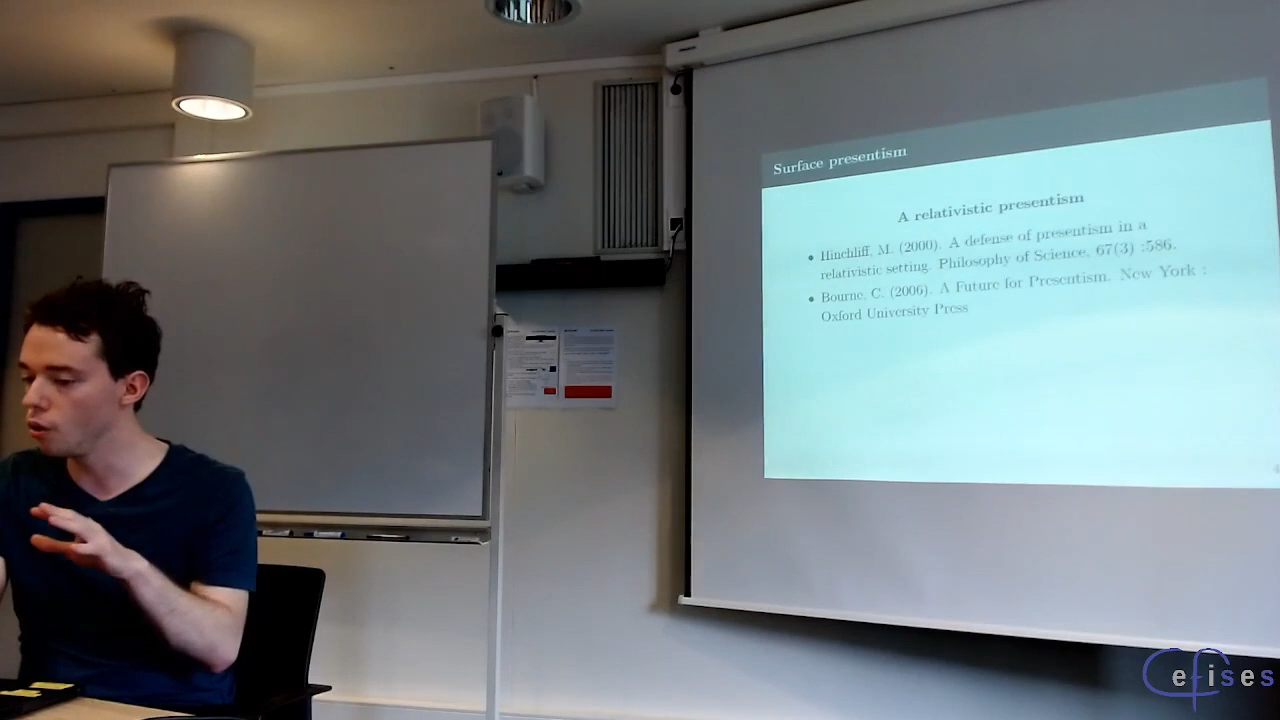 Surface presentism
A relativistic presentism
• Hinchliff, M. (2000). A defense of presentism in a
relativistic setting. Philosophy of Science, 67(3) :586.
• Bourne, C. (2006). A Future for Presentism. New York :
Oxford University Press
Cefises